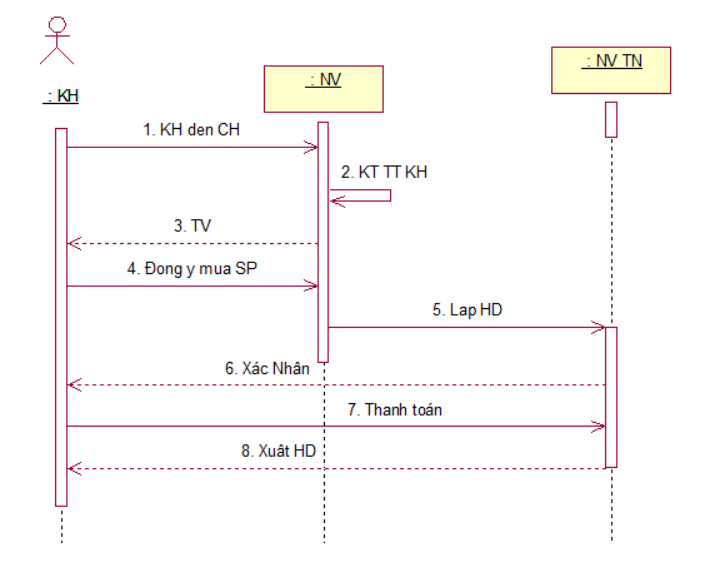 : NV TN
: NV
: KH
1. KH den CH
2. KT TT KH
3. TV
4. Đong y mua SP
5. Lap HD
6. Xác Nhân
7. Thanh toán
8. Xuât HD